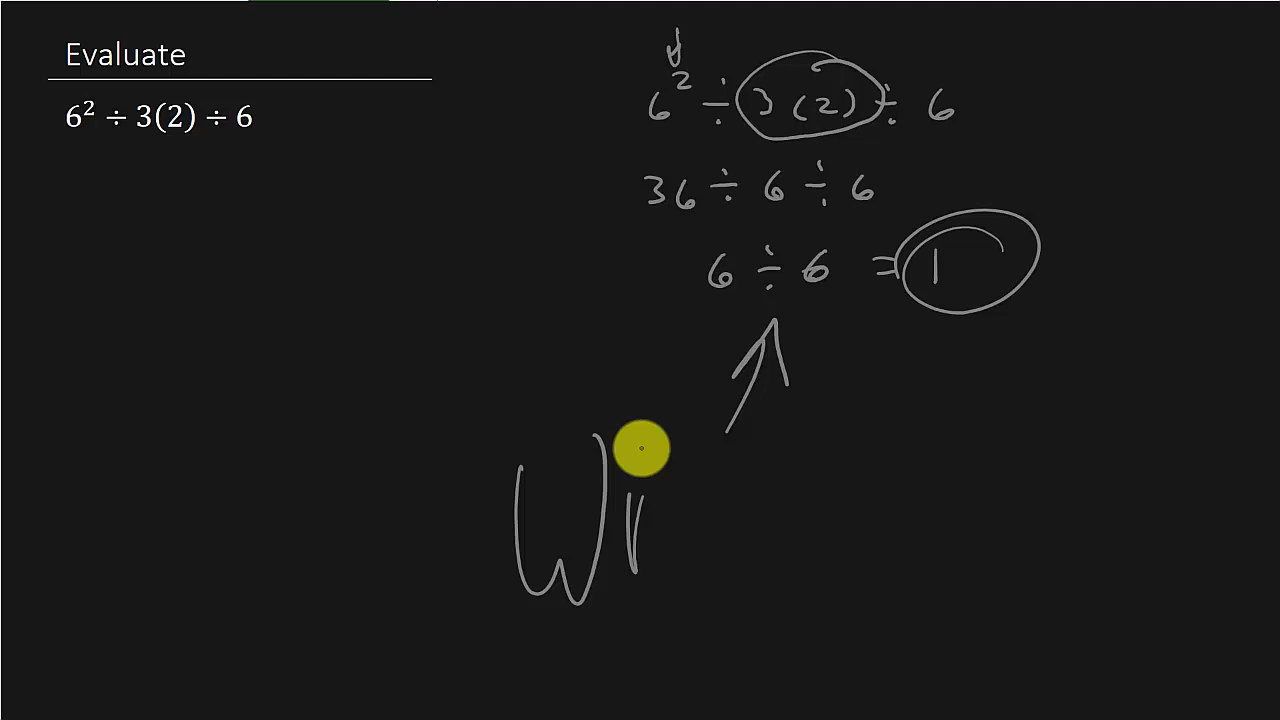 Evaluate
6² ÷ 3(2) ÷ 6
6² ÷ 3(2) ÷ 6
36 ÷ 6 ÷ 6
6 ÷ 6 = 1